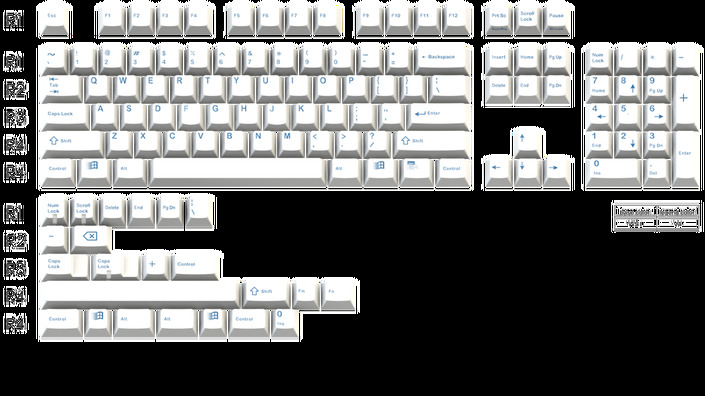 R1 Esc F1 F2 F3 F4 F5 F6 F7 F8 F9 F10 F11 F12 Prt Sc Scroll Lock Pause
R1 ~ ` ! 1 @ 2 # 3 $ 4 % 5 ^ 6 & 7 * 8 ( 9 ) 0 _ - + = ← Backspace Insert Home Pg Up Num Lock / * −
R2 Tab Q W E R T Y U I O P { [ } ] | \ Delete End Pg Dn 7 Home 8 ↑ 9 Pg Up +
R3 Caps Lock A S D F G H J K L : ; " ' Enter 4 ← 5 6 →
R4 Shift Z X C V B N M < , > . ? / Shift ↑ 1 End 2 ↓ 3 Pg Dn Enter
R4 Control Alt Alt Control ← ↓ → 0 Ins . Del
R1 Num Lock Scroll Lock Delete End Pg Dn | \
R2 −
R3 Caps Lock Caps Lock + Control
R4 Shift Fn Fn
R4 Control Alt Alt Control 0 Ins